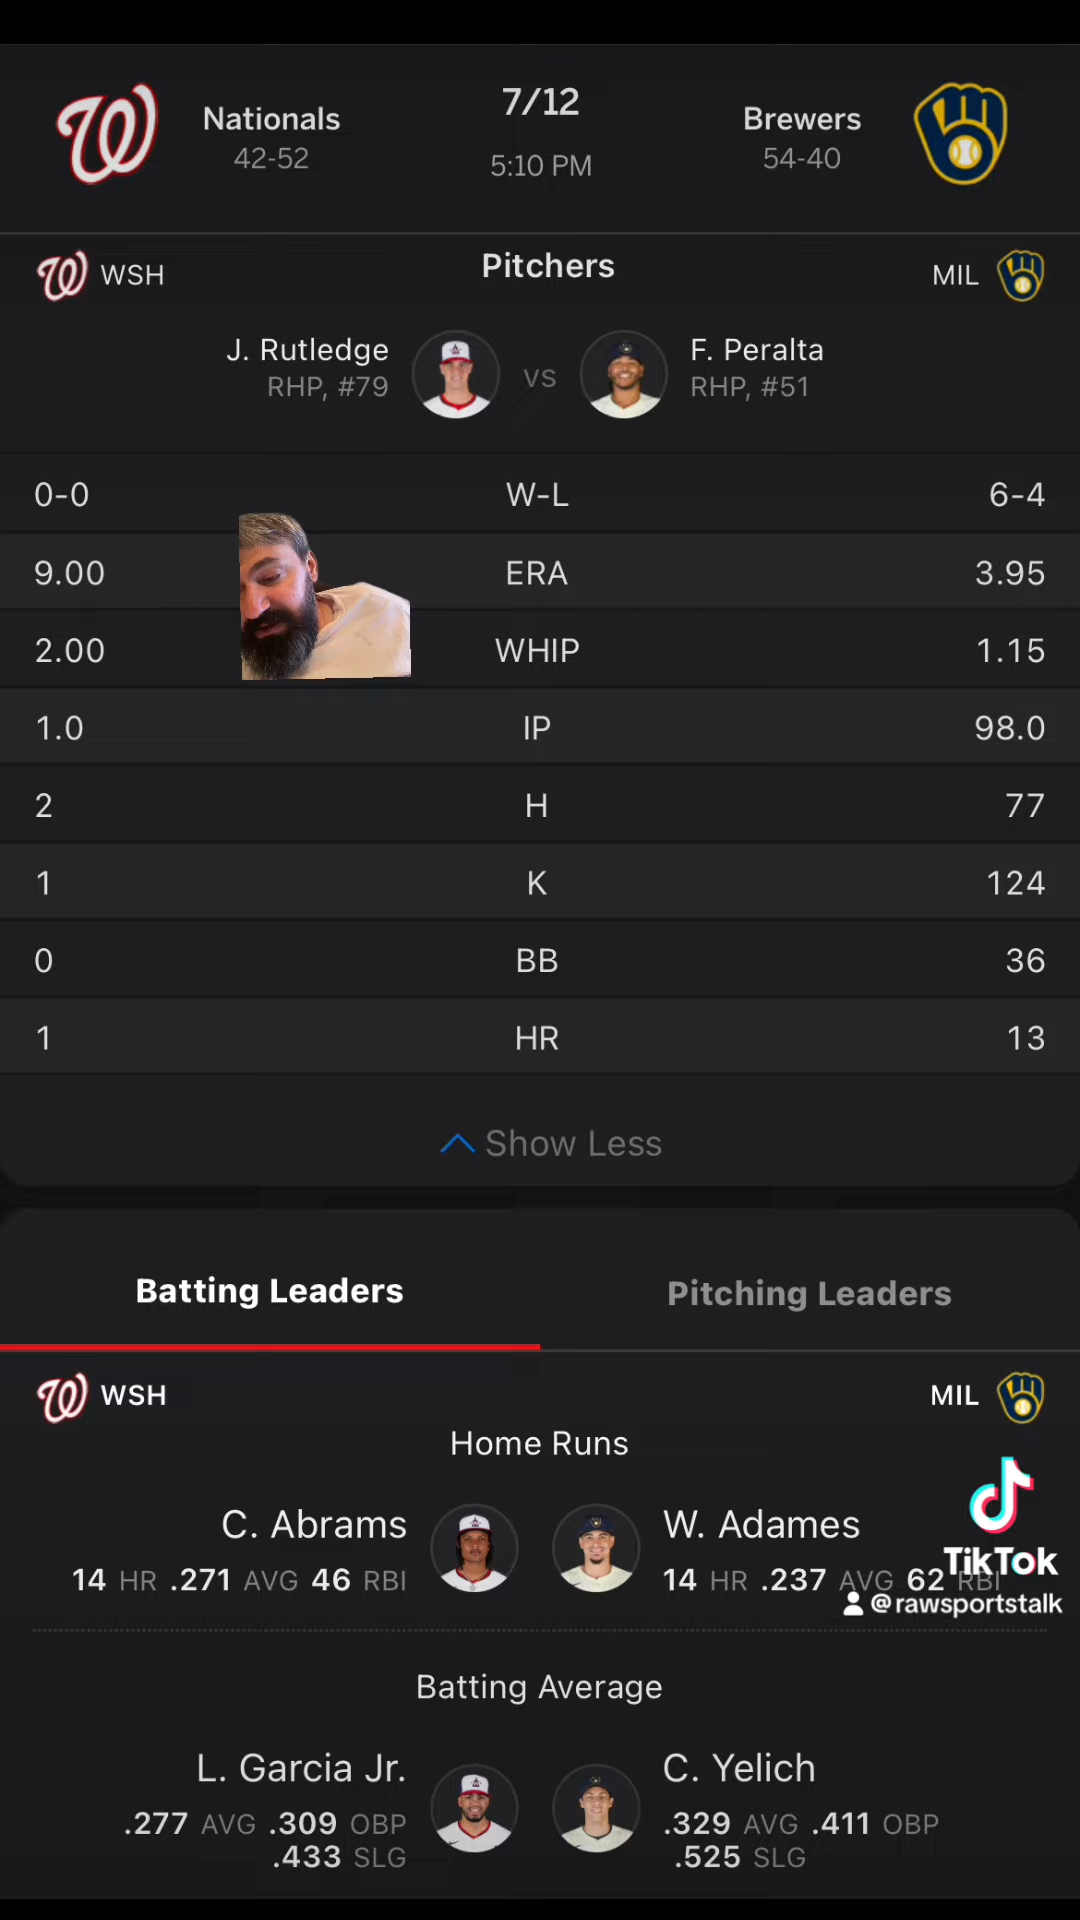 Nationals
42-52
7/12
5:10 PM
Brewers
54-40
WSH
Pitchers
MIL
J. Rutledge
RHP, #79
vs
F. Peralta
RHP, #51
0-0 W-L 6-4
9.00 ERA 3.95
2.00 WHIP 1.15
1.0 IP 98.0
2 H 77
1 K 124
0 BB 36
1 HR 13
Show Less
Batting Leaders
Pitching Leaders
WSH
MIL
Home Runs
C. Abrams
14 HR .271 AVG 46 RBI
W. Adames
14 HR .237 AVG 62 RBI
TikTok
@rawsportstalk
Batting Average
L. Garcia Jr.
.277 AVG .309 OBP
.433 SLG
C. Yelich
.329 AVG .411 OBP
.525 SLG